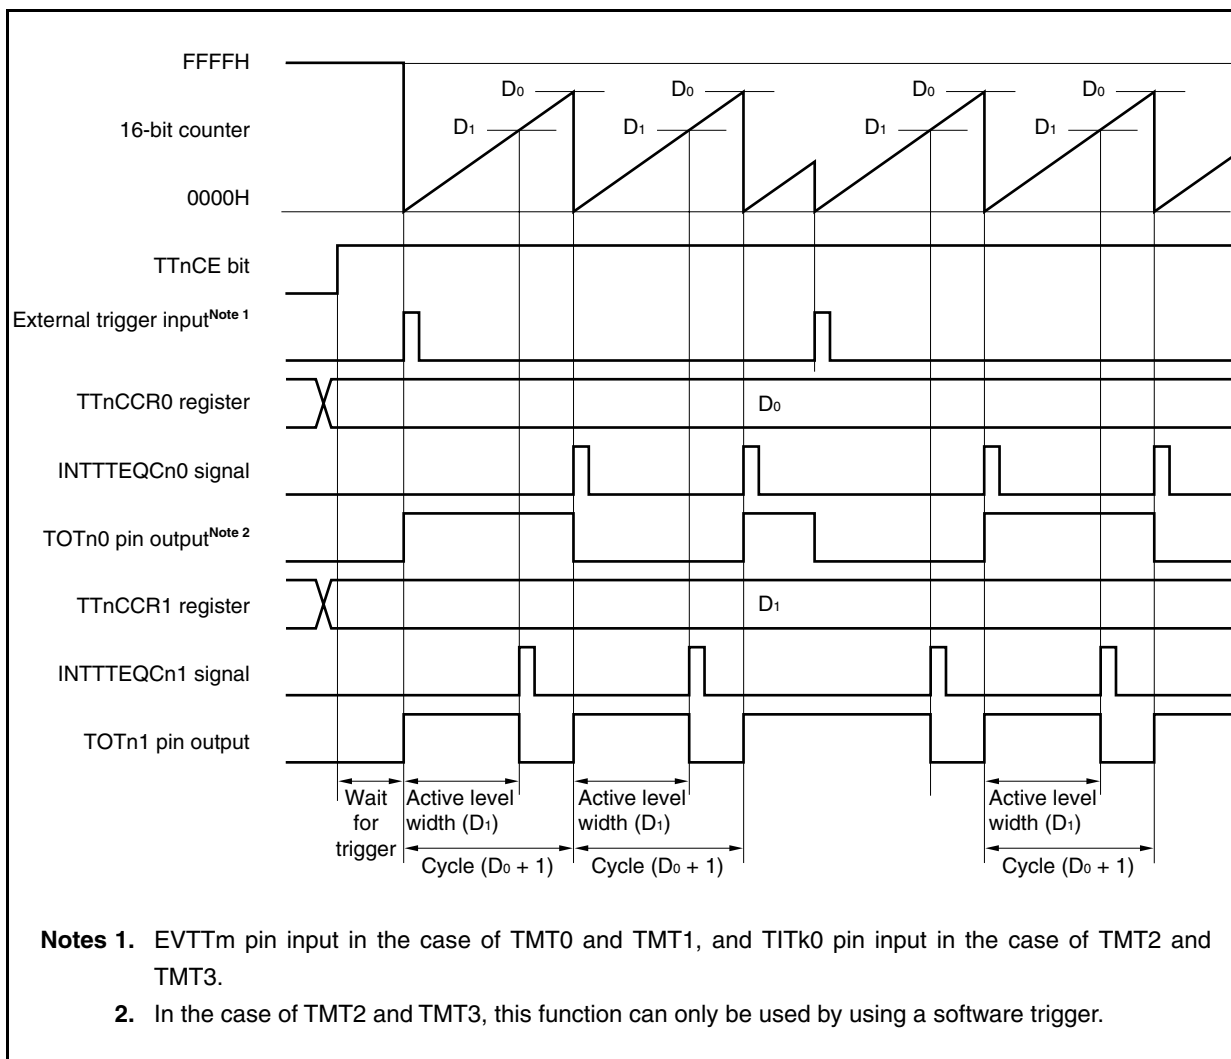 FFFFH
D0 D0 D0 D0
16-bit counter D1 D1 D1 D1
0000H
TTnCE bit
External trigger inputNote 1
TTnCCR0 register D0
INTTTEQCn0 signal
TOTn0 pin outputNote 2
TTnCCR1 register D1
INTTTEQCn1 signal
TOTn1 pin output
Wait for trigger
Active level width (D1)
Active level width (D1)
Active level width (D1)
Cycle (D0 + 1) Cycle (D0 + 1) Cycle (D0 + 1)
Notes 1. EVTTm pin input in the case of TMT0 and TMT1, and TITk0 pin input in the case of TMT2 and
TMT3.
2. In the case of TMT2 and TMT3, this function can only be used by using a software trigger.